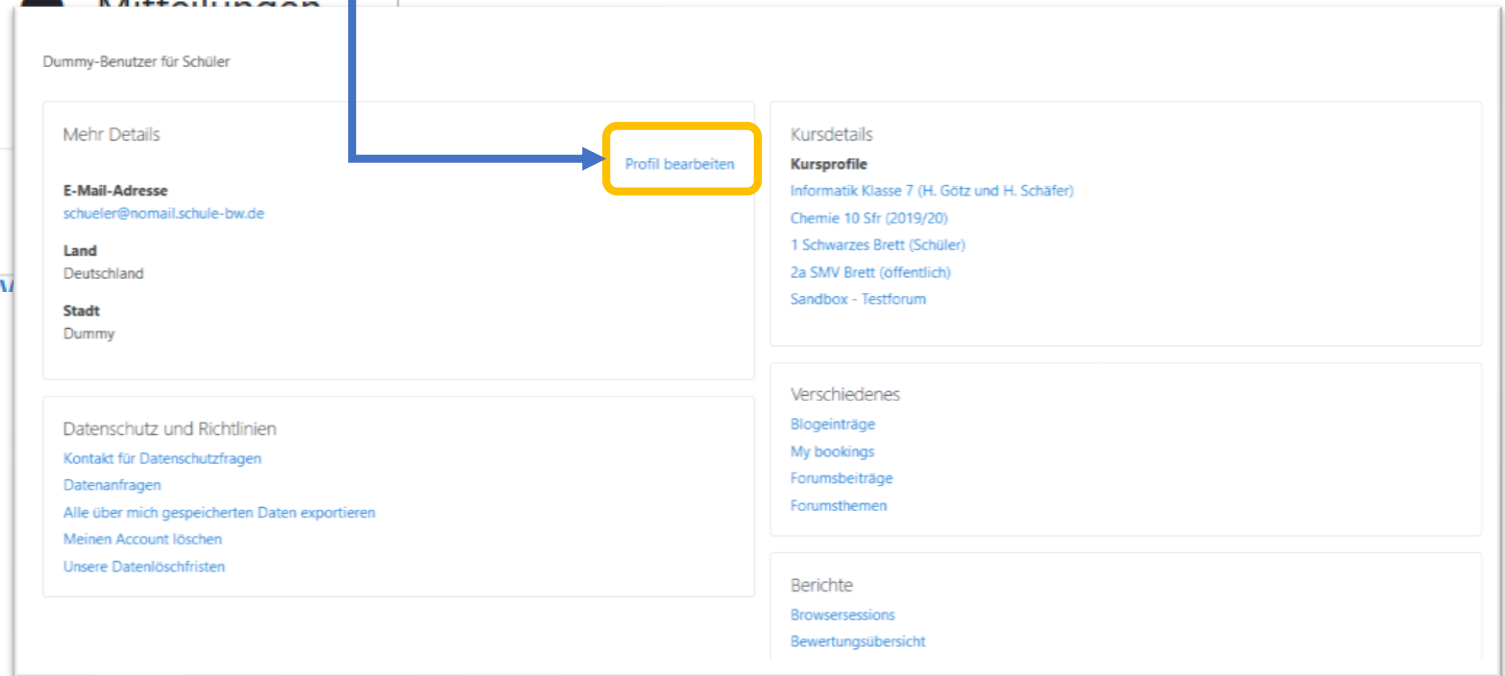 Mitteilungen
Dummy-Benutzer für Schüler
Mehr Details
Profil bearbeiten
E-Mail-Adresse
schueler@nomail.schule-bw.de
Land
Deutschland
Stadt
Dummy
Datenschutz und Richtlinien
Kontakt für Datenschutzfragen
Datenanfragen
Alle über mich gespeicherten Daten exportieren
Meinen Account löschen
Unsere Datenlöschfristen
Kursdetails
Kursprofile
Informatik Klasse 7 (H. Götz und H. Schäfer)
Chemie 10 Sfr (2019/20)
1 Schwarzes Brett (Schüler)
2a SMV Brett (öffentlich)
Sandbox - Testforum
Verschiedenes
Blogeinträge
My bookings
Forumsbeiträge
Forumsthemen
Berichte
Browsersessions
Bewertungsübersicht